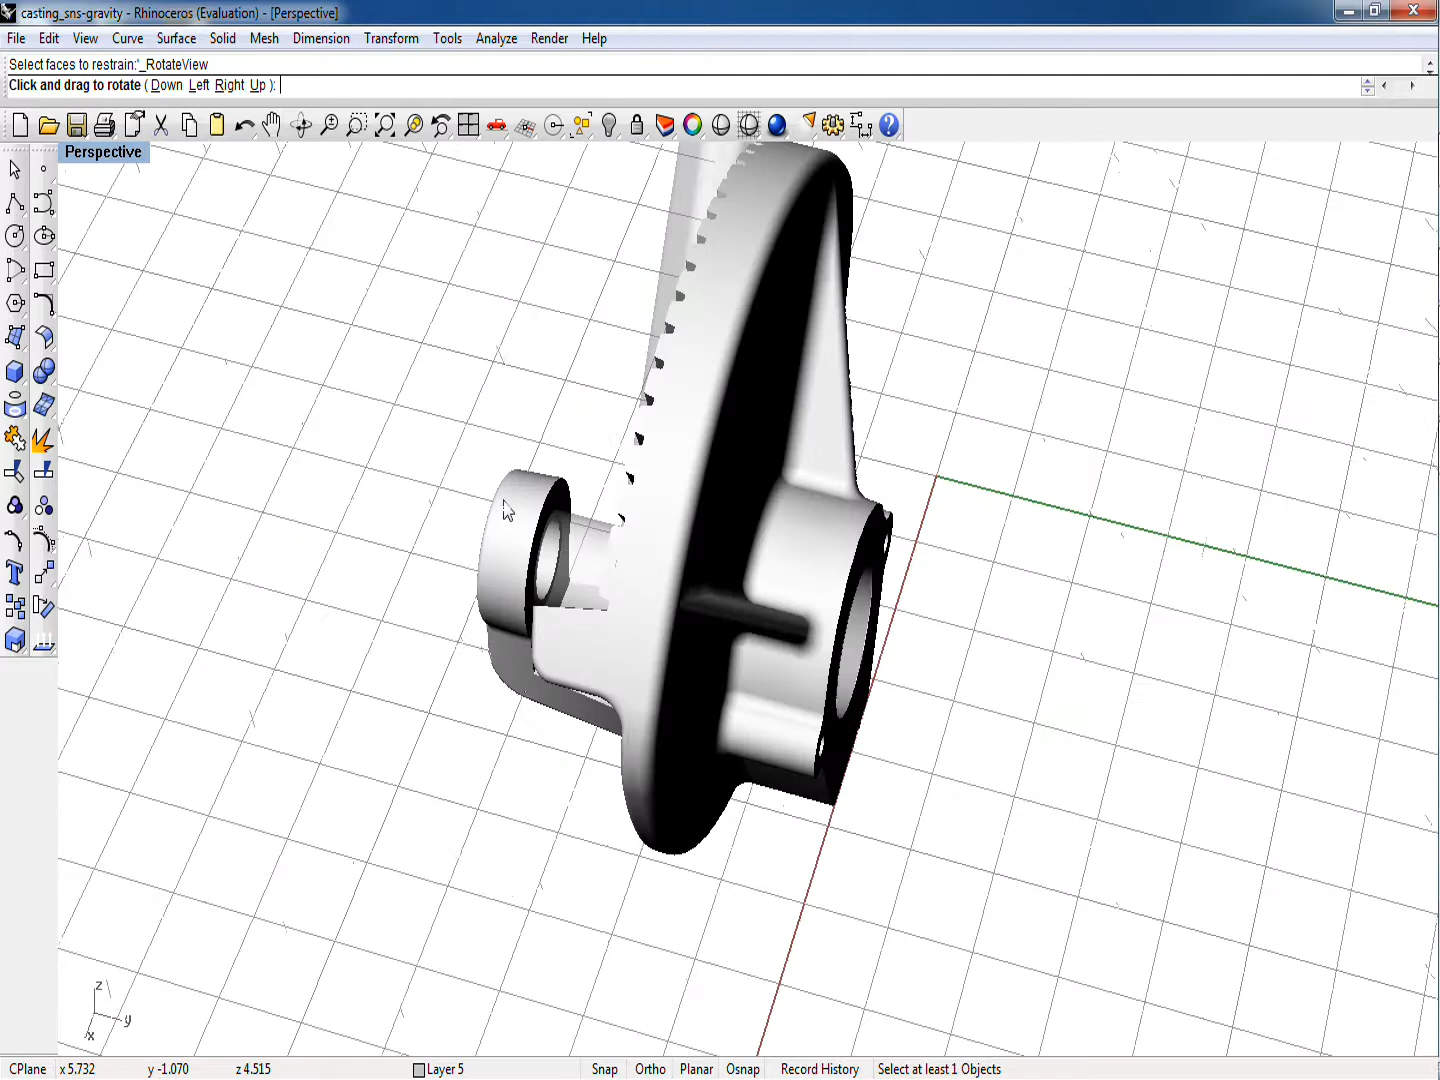 casting_sns-gravity - Rhinoceros (Evaluation) - [Perspective]
File Edit View Curve Surface Solid Mesh Dimension Transform Tools Analyze Render Help
Select faces to restrain:'_RotateView
Click and drag to rotate ( Down Left Right Up ):
Perspective
z
y
x
CPlane x 5.732 y -1.070 z 4.515 Layer 5 Snap Ortho Planar Osnap Record History Select at least 1 Objects